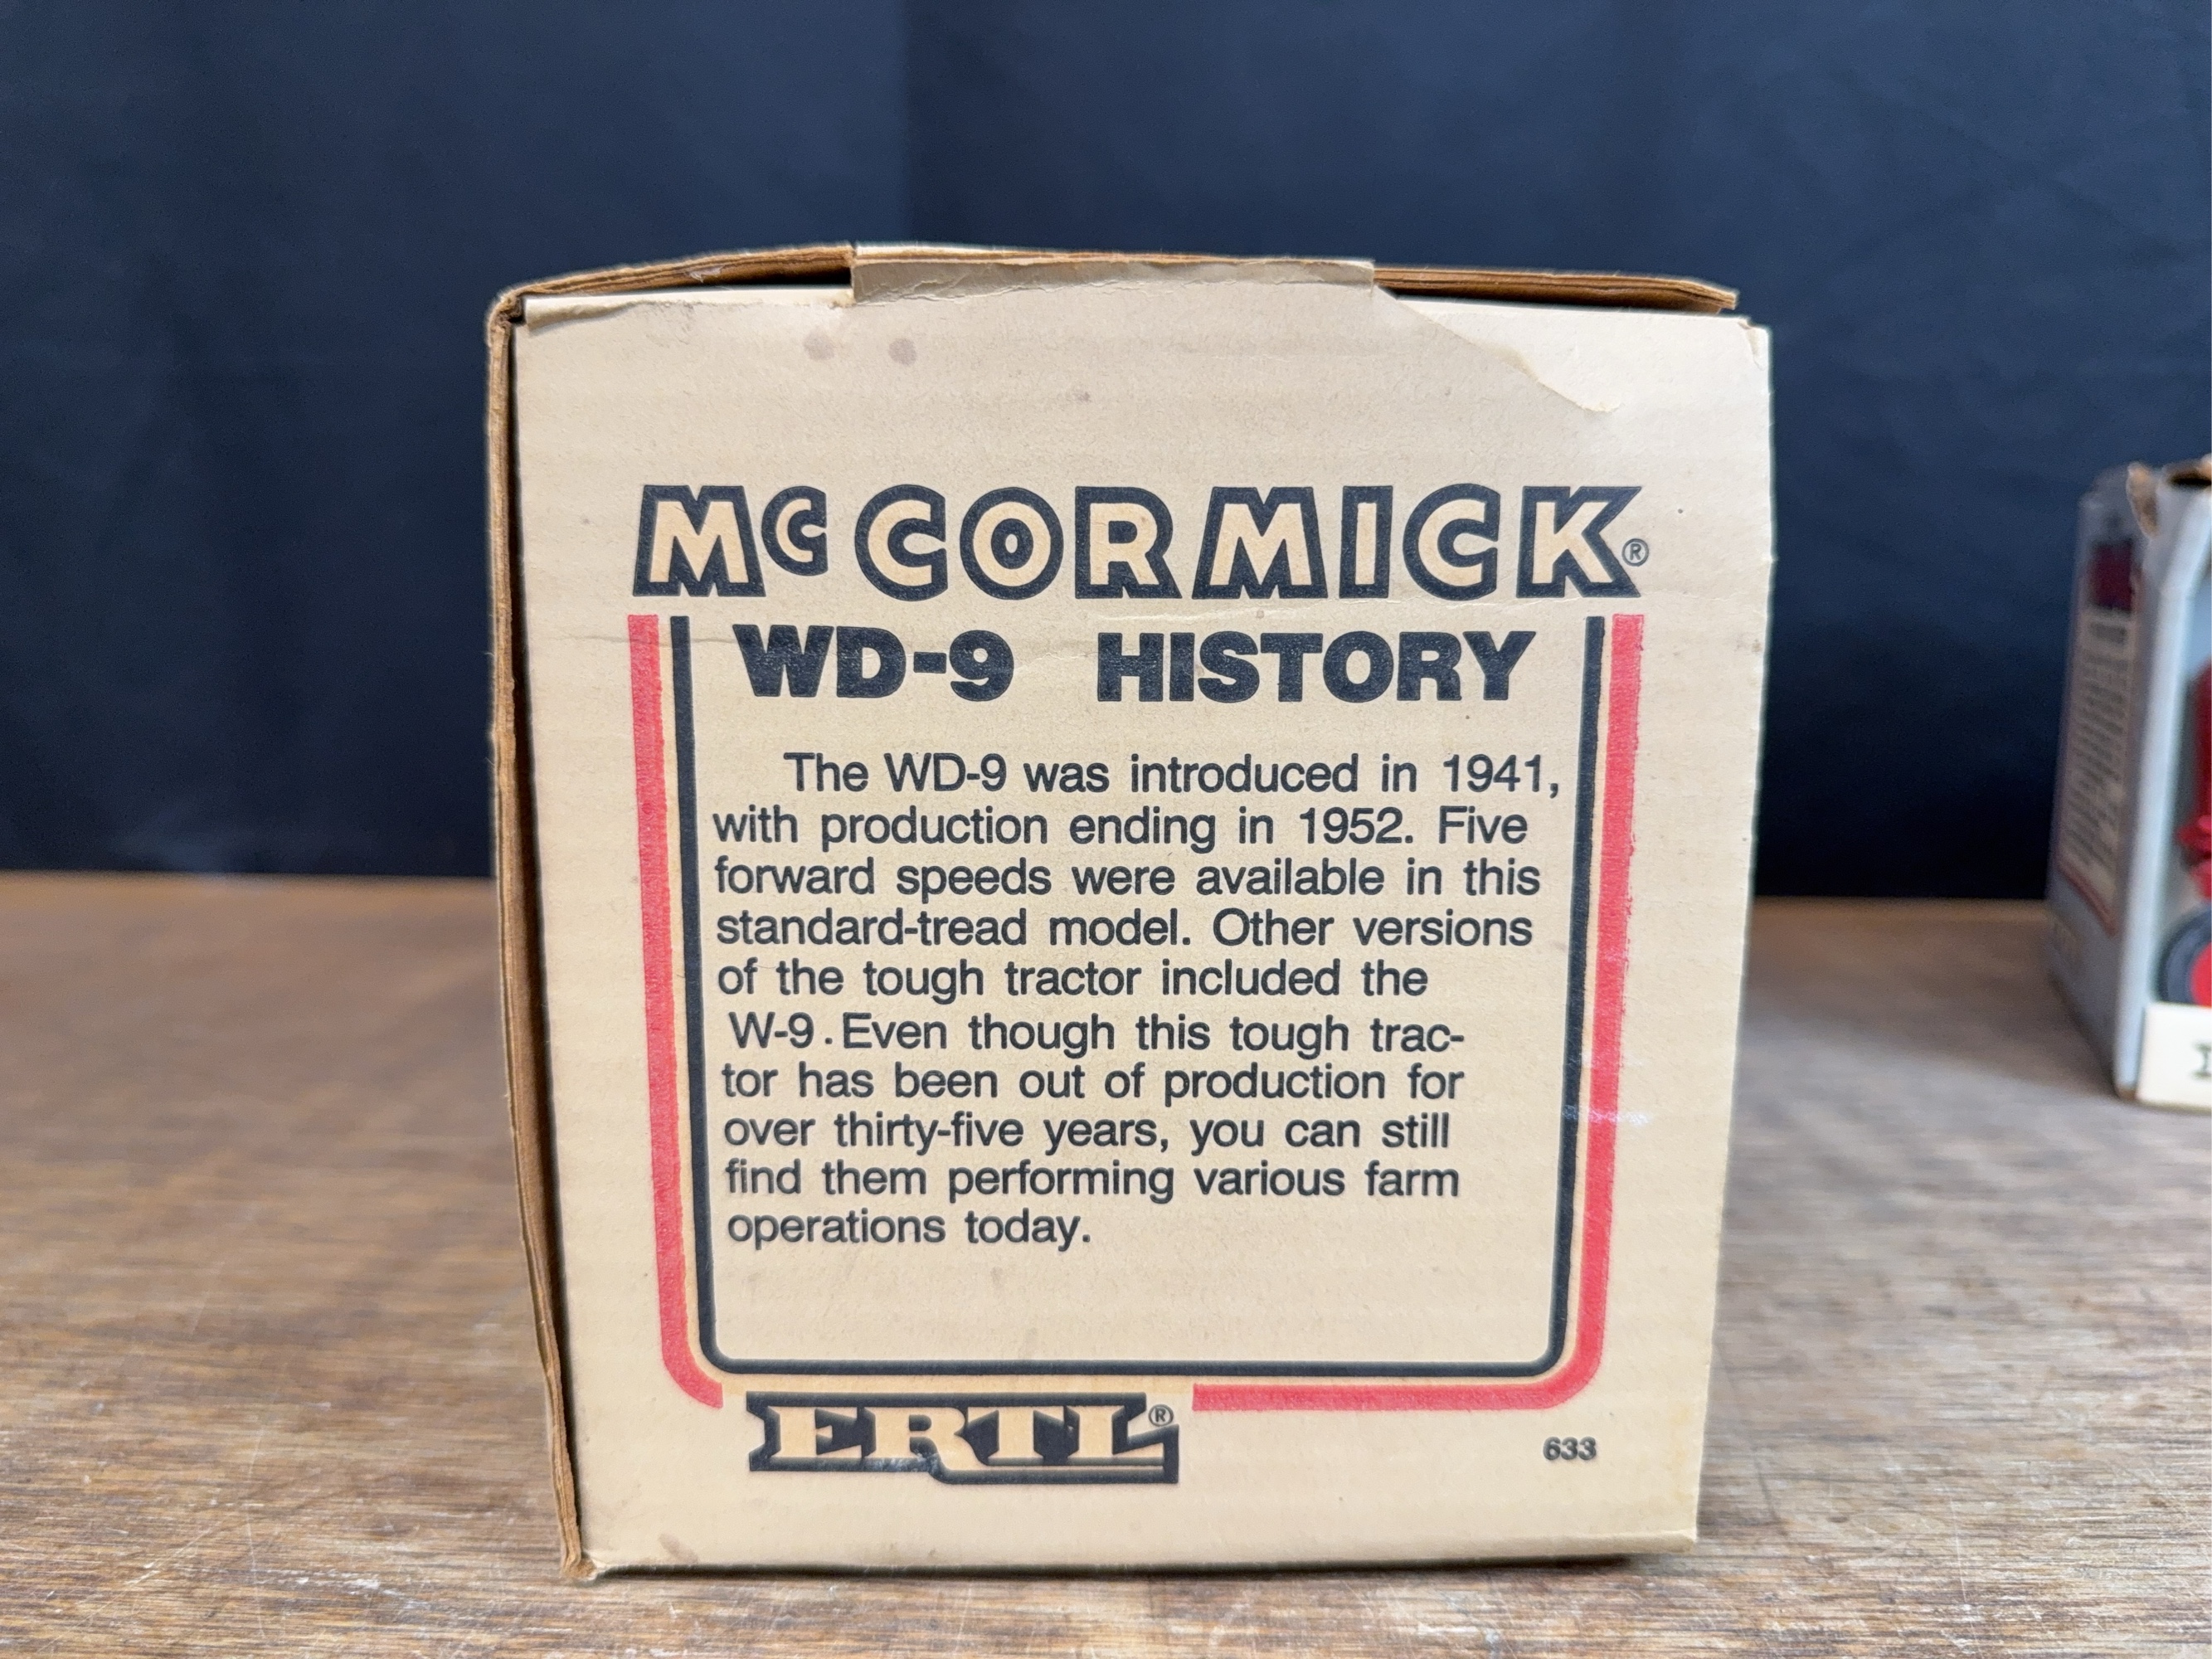 McCORMICK®
WD-9 HISTORY
The WD-9 was introduced in 1941,
with production ending in 1952. Five
forward speeds were available in this
standard-tread model. Other versions
of the tough tractor included the
W-9. Even though this tough trac-
tor has been out of production for
over thirty-five years, you can still
find them performing various farm
operations today.
ERTL®
633